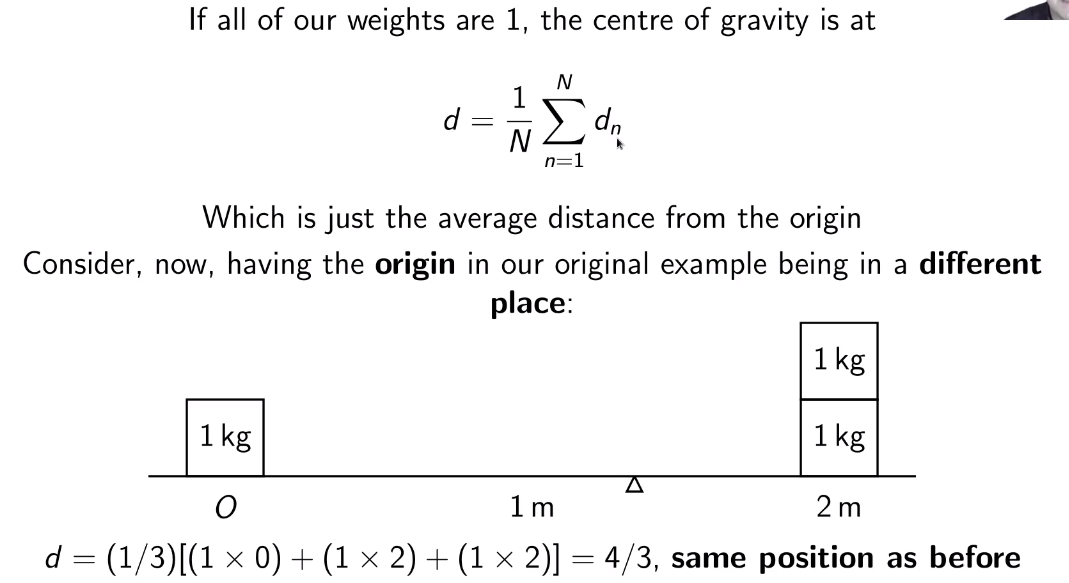 If all of our weights are 1, the centre of gravity is at
d = \frac{1}{N} \sum_{n=1}^{N} d_n
Which is just the average distance from the origin
Consider, now, having the origin in our original example being in a different
place:
1 kg
1 kg 1 kg
O 1 m 2 m
d = (1/3)[(1 × 0) + (1 × 2) + (1 × 2)] = 4/3, same position as before